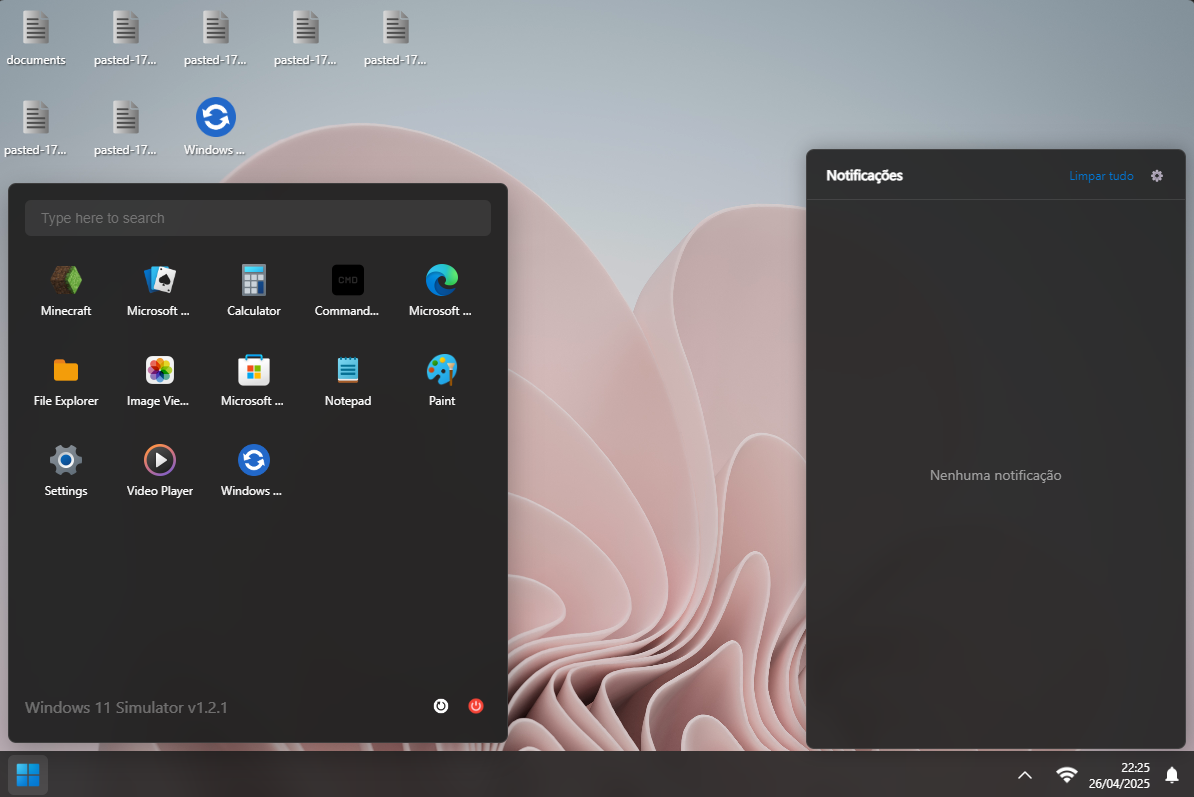 documents
pasted-17...
pasted-17...
pasted-17...
pasted-17...
pasted-17...
pasted-17...
Windows ...
Type here to search
Minecraft
Microsoft ...
Calculator
Command...
Microsoft ...
File Explorer
Image Vie...
Microsoft ...
Notepad
Paint
Settings
Video Player
Windows ...
Windows 11 Simulator v1.2.1
Notificações
Limpar tudo
Nenhuma notificação
22:25
26/04/2025
CMD